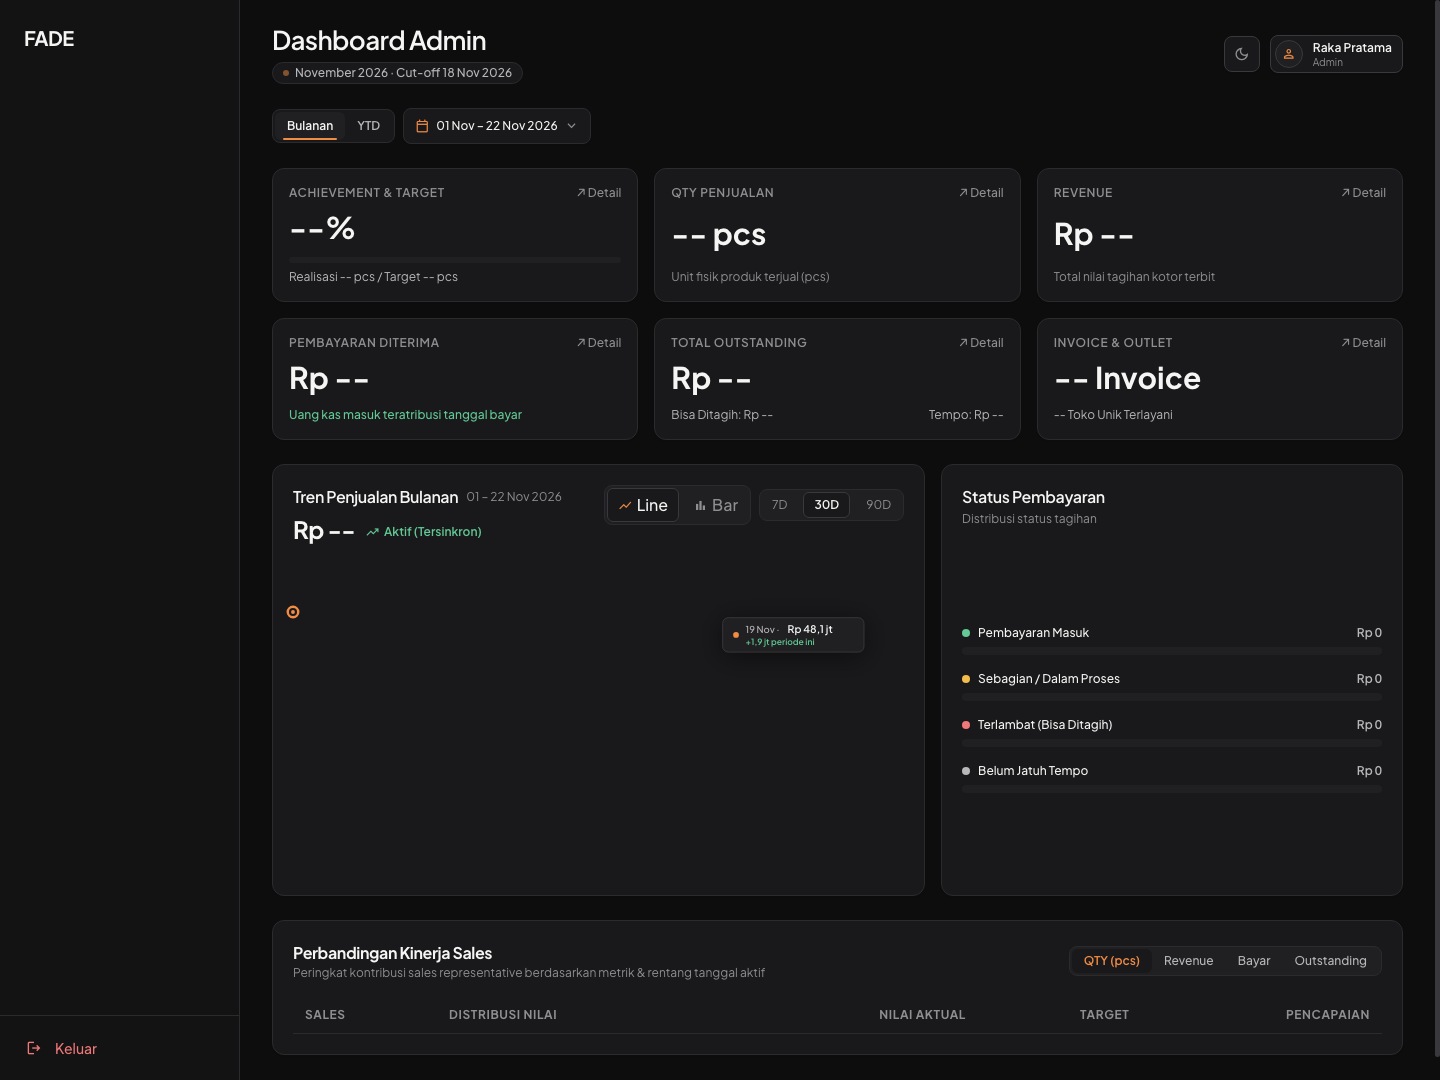 FADE
Dashboard Admin
November 2026 · Cut-off 18 Nov 2026
Raka Pratama
Admin
Bulanan YTD 01 Nov – 22 Nov 2026
ACHIEVEMENT & TARGET Detail
--%
Realisasi -- pcs / Target -- pcs
QTY PENJUALAN Detail
-- pcs
Unit fisik produk terjual (pcs)
REVENUE Detail
Rp --
Total nilai tagihan kotor terbit
PEMBAYARAN DITERIMA Detail
Rp --
Uang kas masuk teratribusi tanggal bayar
TOTAL OUTSTANDING Detail
Rp --
Bisa Ditagih: Rp -- Tempo: Rp --
INVOICE & OUTLET Detail
-- Invoice
-- Toko Unik Terlayani
Tren Penjualan Bulanan 01 – 22 Nov 2026
Rp -- Aktif (Tersinkron)
Line Bar 7D 30D 90D
19 Nov · Rp 48,1 jt
+1,9 jt periode ini
Status Pembayaran
Distribusi status tagihan
Pembayaran Masuk Rp 0
Sebagian / Dalam Proses Rp 0
Terlambat (Bisa Ditagih) Rp 0
Belum Jatuh Tempo Rp 0
Perbandingan Kinerja Sales
Peringkat kontribusi sales representative berdasarkan metrik & rentang tanggal aktif
QTY (pcs) Revenue Bayar Outstanding
SALES DISTRIBUSI NILAI NILAI AKTUAL TARGET PENCAPAIAN
Keluar